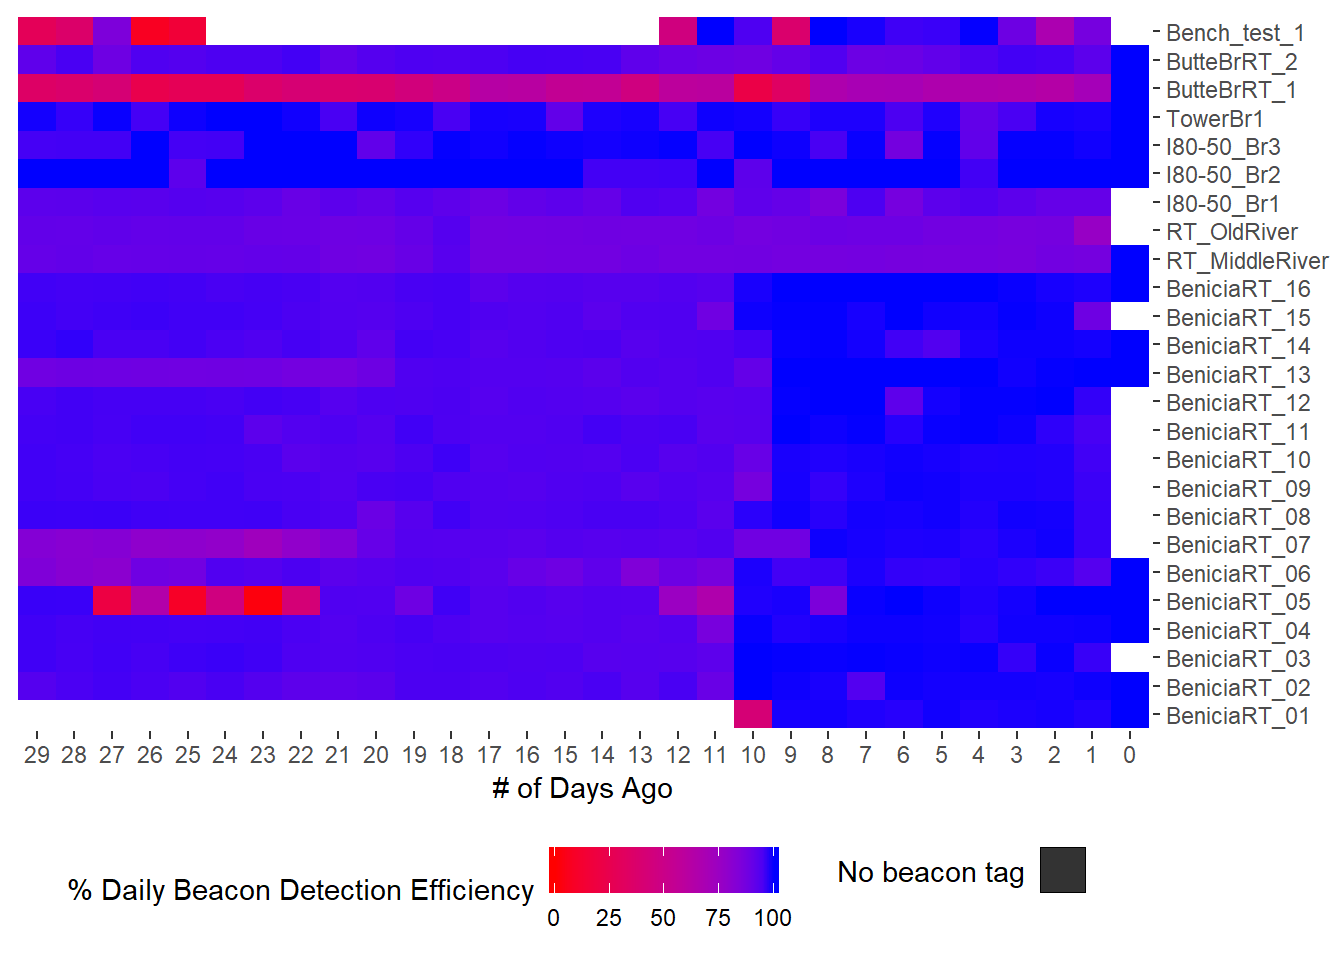 Bench_test_1
ButteBrRT_2
ButteBrRT_1
TowerBr1
I80-50_Br3
I80-50_Br2
I80-50_Br1
RT_OldRiver
RT_MiddleRiver
BeniciaRT_16
BeniciaRT_15
BeniciaRT_14
BeniciaRT_13
BeniciaRT_12
BeniciaRT_11
BeniciaRT_10
BeniciaRT_09
BeniciaRT_08
BeniciaRT_07
BeniciaRT_06
BeniciaRT_05
BeniciaRT_04
BeniciaRT_03
BeniciaRT_02
BeniciaRT_01
29 28 27 26 25 24 23 22 21 20 19 18 17 16 15 14 13 12 11 10 9 8 7 6 5 4 3 2 1 0
# of Days Ago
% Daily Beacon Detection Efficiency
0 25 50 75 100
No beacon tag